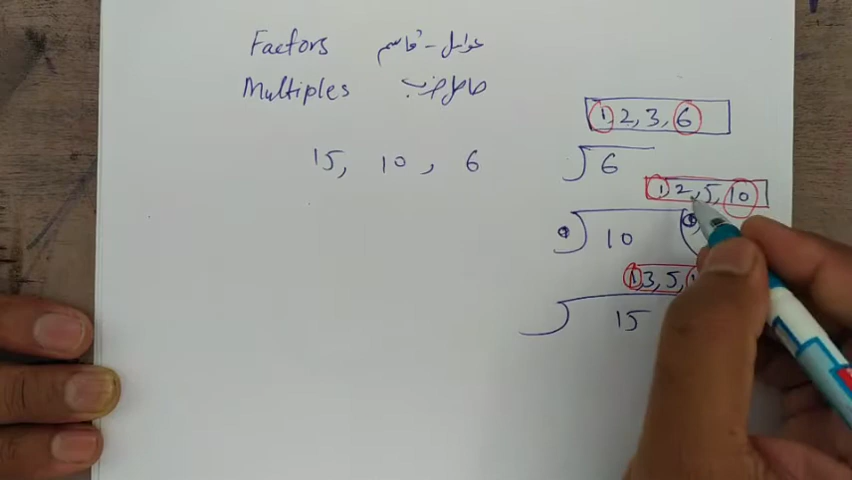 Factors عوامل - قاسم
Multiples حاصل ضرب
1, 2, 3, 6
15, 10, 6
6
1, 2, 5, 10
10
1, 3, 5,
15